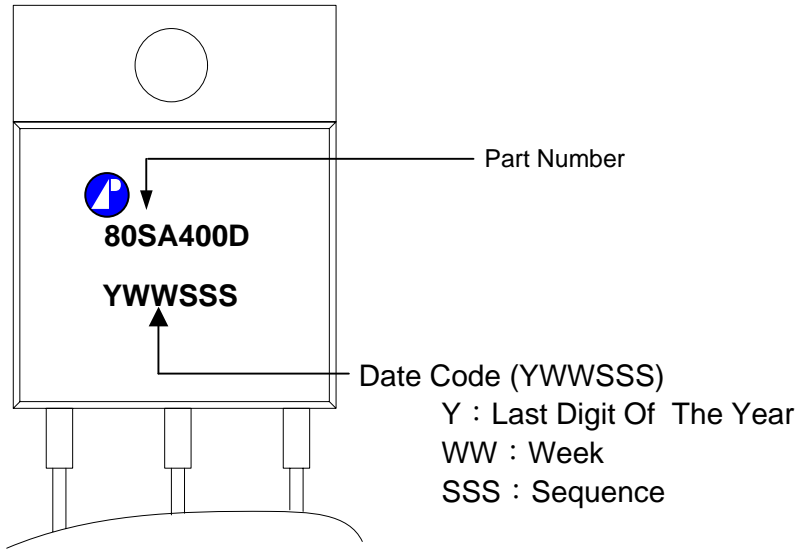 Part Number
80SA400D
YWWSSS
Date Code (YWWSSS)
Y：Last Digit Of The Year
WW：Week
SSS：Sequence